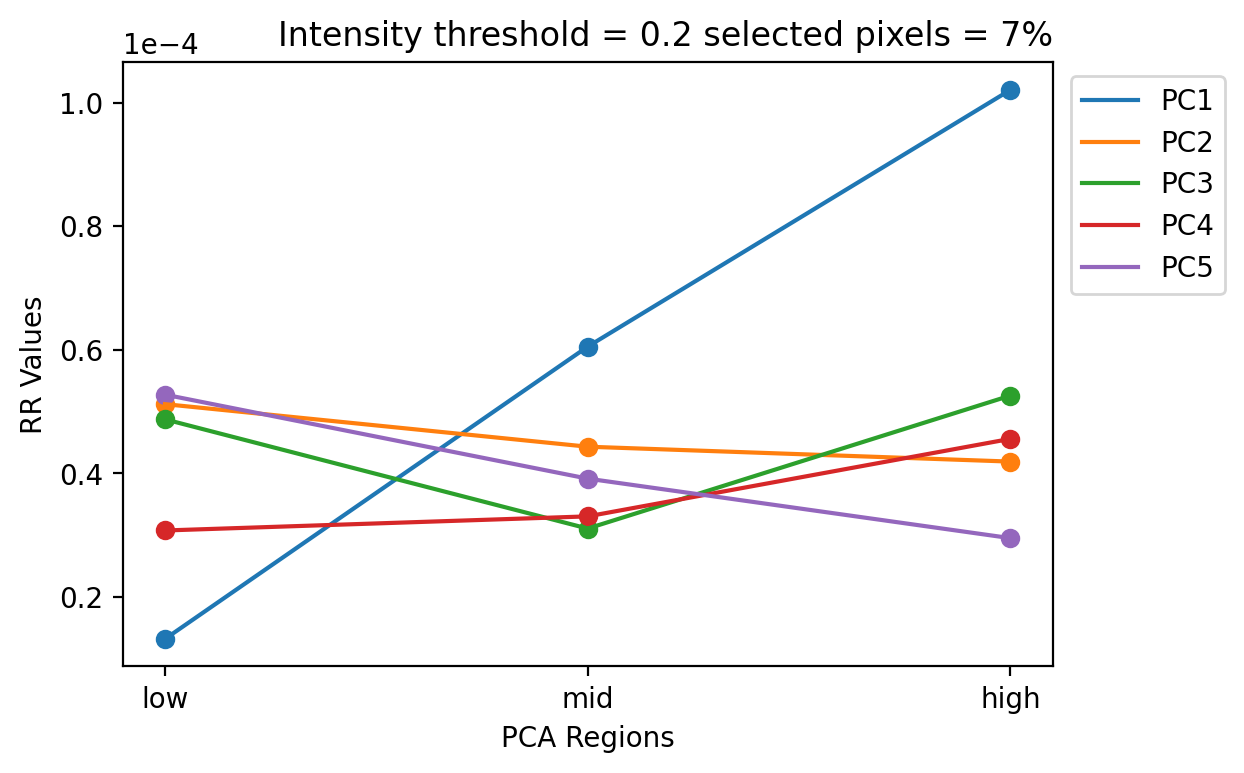 Intensity threshold = 0.2 selected pixels = 7%
1e−4
1.0
0.8
0.6
0.4
0.2
RR Values
low mid high
PCA Regions
PC1
PC2
PC3
PC4
PC5